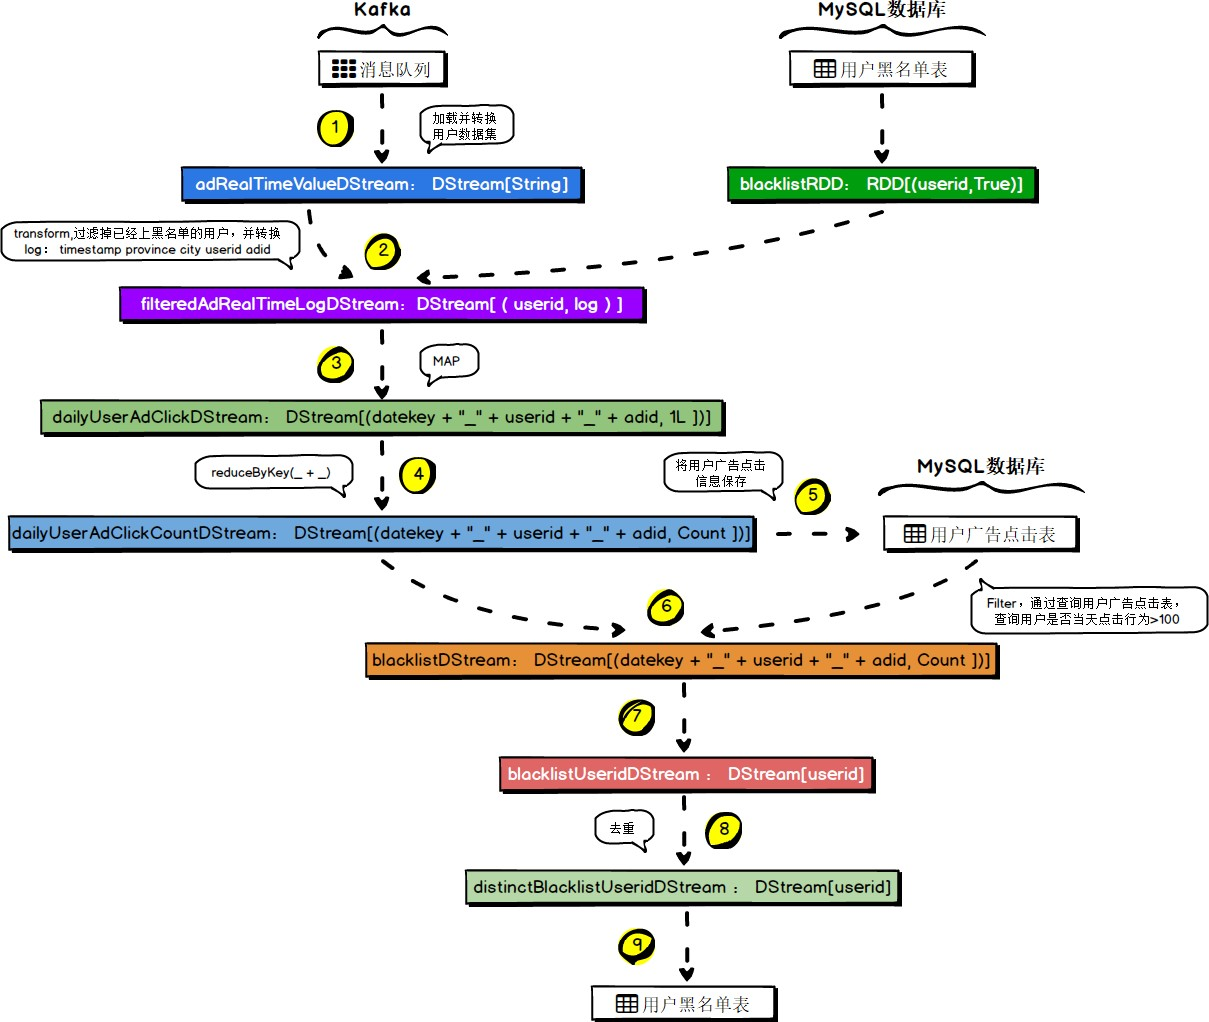 Kafka
MySQL数据库
消息队列
用户黑名单表
1
加载并转换
用户数据集
adRealTimeValueDStream： DStream[String]
blacklistRDD： RDD[(userid,True)]
transform,过滤掉已经上黑名单的用户，并转换
log： timestamp province city userid adid
2
filteredAdRealTimeLogDStream：DStream[ ( userid, log ) ]
3
MAP
dailyUserAdClickDStream： DStream[(datekey + "_" + userid + "_" + adid, 1L ])]
reduceByKey(_ + _)
4
将用户广告点击
信息保存
5
MySQL数据库
dailyUserAdClickCountDStream： DStream[(datekey + "_" + userid + "_" + adid, Count ])]
用户广告点击表
6
Filter，通过查询用户广告点击表，
查询用户是否当天点击行为>100
blacklistDStream： DStream[(datekey + "_" + userid + "_" + adid, Count ])]
7
blacklistUseridDStream ： DStream[userid]
去重
8
distinctBlacklistUseridDStream ： DStream[userid]
9
用户黑名单表